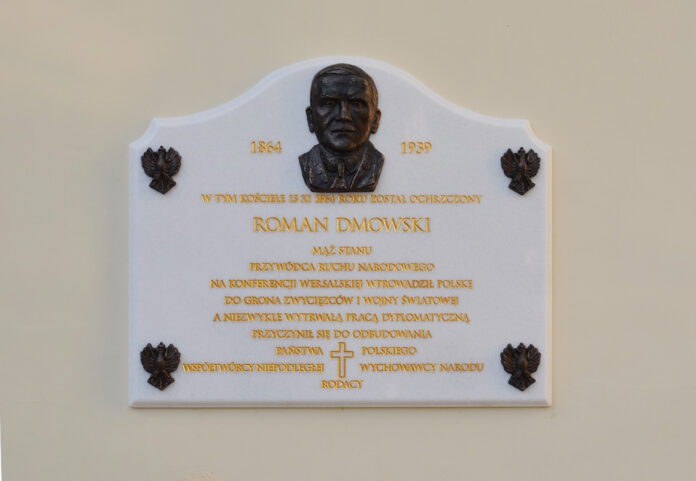 1864 1939
W TYM KOŚCIELE 13 XI 1864 ROKU ZOSTAŁ OCHRZCZONY
ROMAN DMOWSKI
MĄŻ STANU
PRZYWÓDCA RUCHU NARODOWEGO
NA KONFERENCJI WERSALSKIEJ WPROWADZIŁ POLSKĘ
DO GRONA ZWYCIĘZCÓW I WOJNY ŚWIATOWEJ
A NIEZWYKLE WYTRWAŁĄ PRACĄ DYPLOMATYCZNĄ
PRZYCZYNIŁ SIĘ DO ODBUDOWANIA
PAŃSTWA POLSKIEGO
WSPÓŁTWÓRCY NIEPODLEGŁEJ WYCHOWAWCY NARODU
RODACY